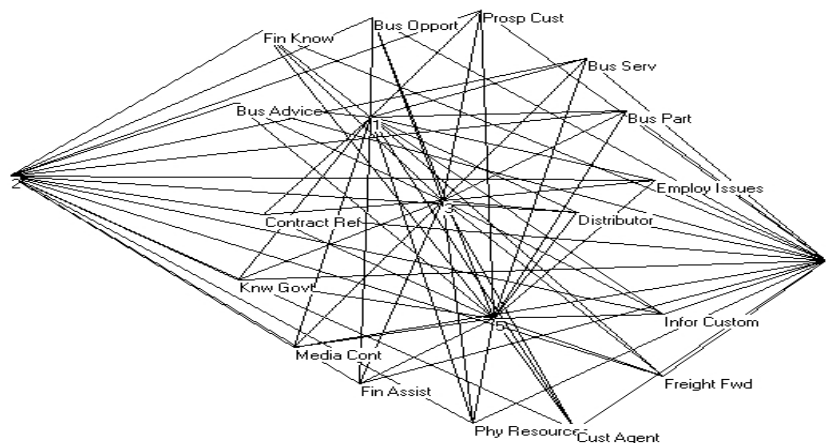 Prosp Cust
Bus Opport
Fin Know
Bus Serv
Bus Advice
Bus Part
1
2
Employ Issues
3
Contract Ref
Distributor
Knw Govt
Infor Custom
5
Media Cont
Freight Fwd
Fin Assist
Phy Resource
Cust Agent